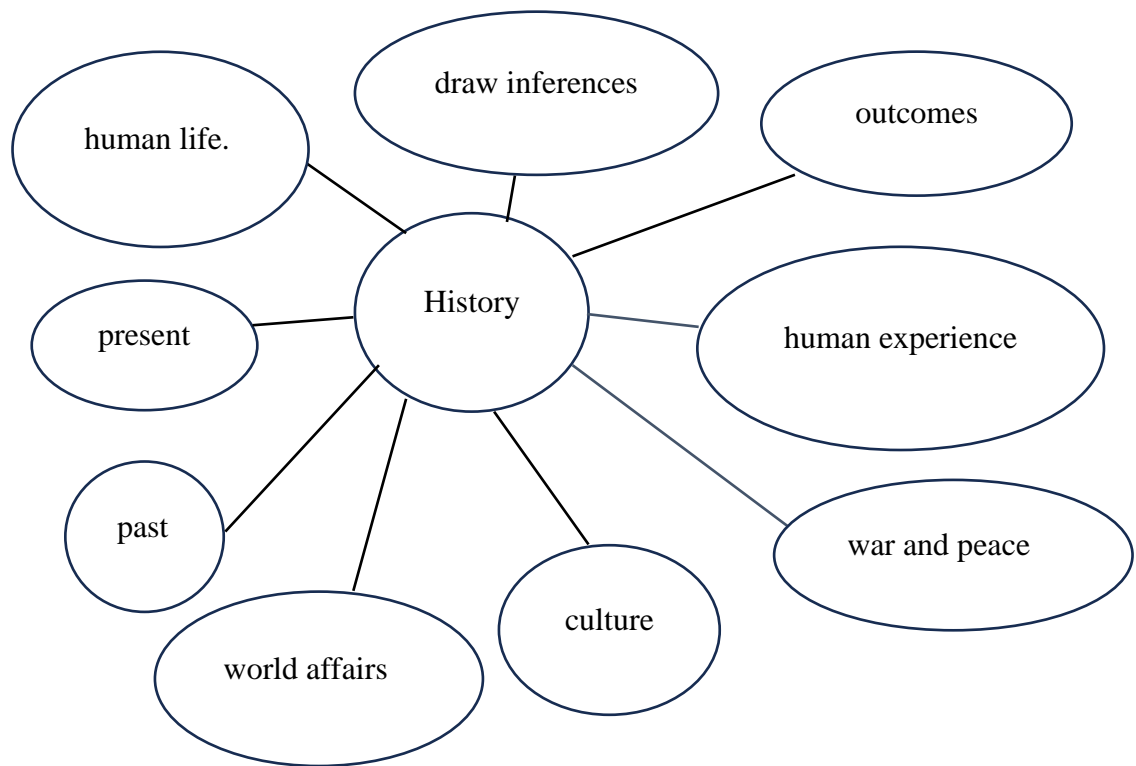 draw inferences
outcomes
human life.
History
present
human experience
past
war and peace
culture
world affairs